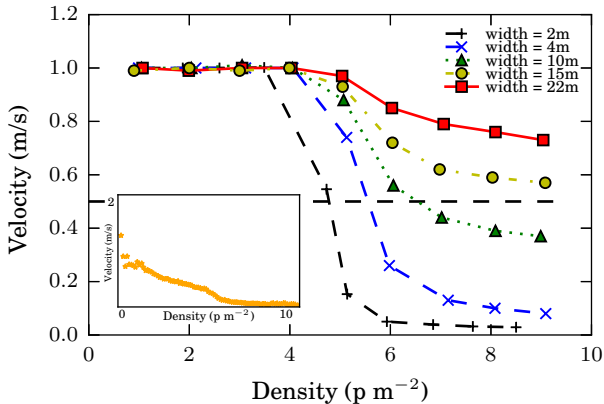 1.2
1.0
0.8
0.6
0.4
0.2
0.0
Velocity (m/s)
width = 2m
width = 4m
width = 10m
width = 15m
width = 22m
2
Velocity (m/s)
0
10
Density (p m⁻²)
0
2
4
6
8
10
Density (p m⁻²)